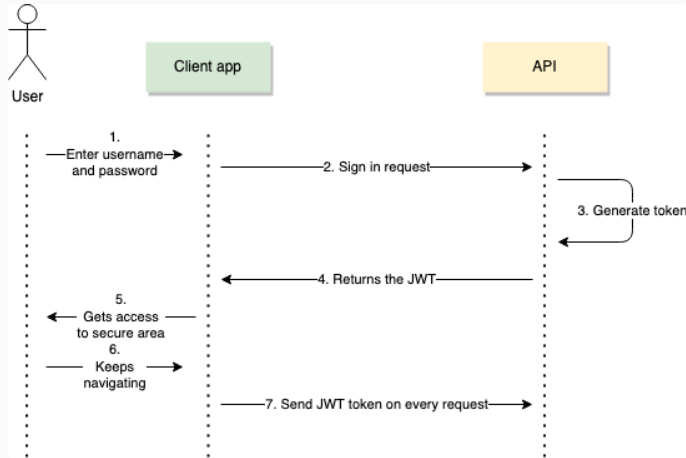 Client app
API
User
1.
Enter username
and password
2. Sign in request
3. Generate token
4. Returns the JWT
5.
Gets access
to secure area
6.
Keeps
navigating
7. Send JWT token on every request